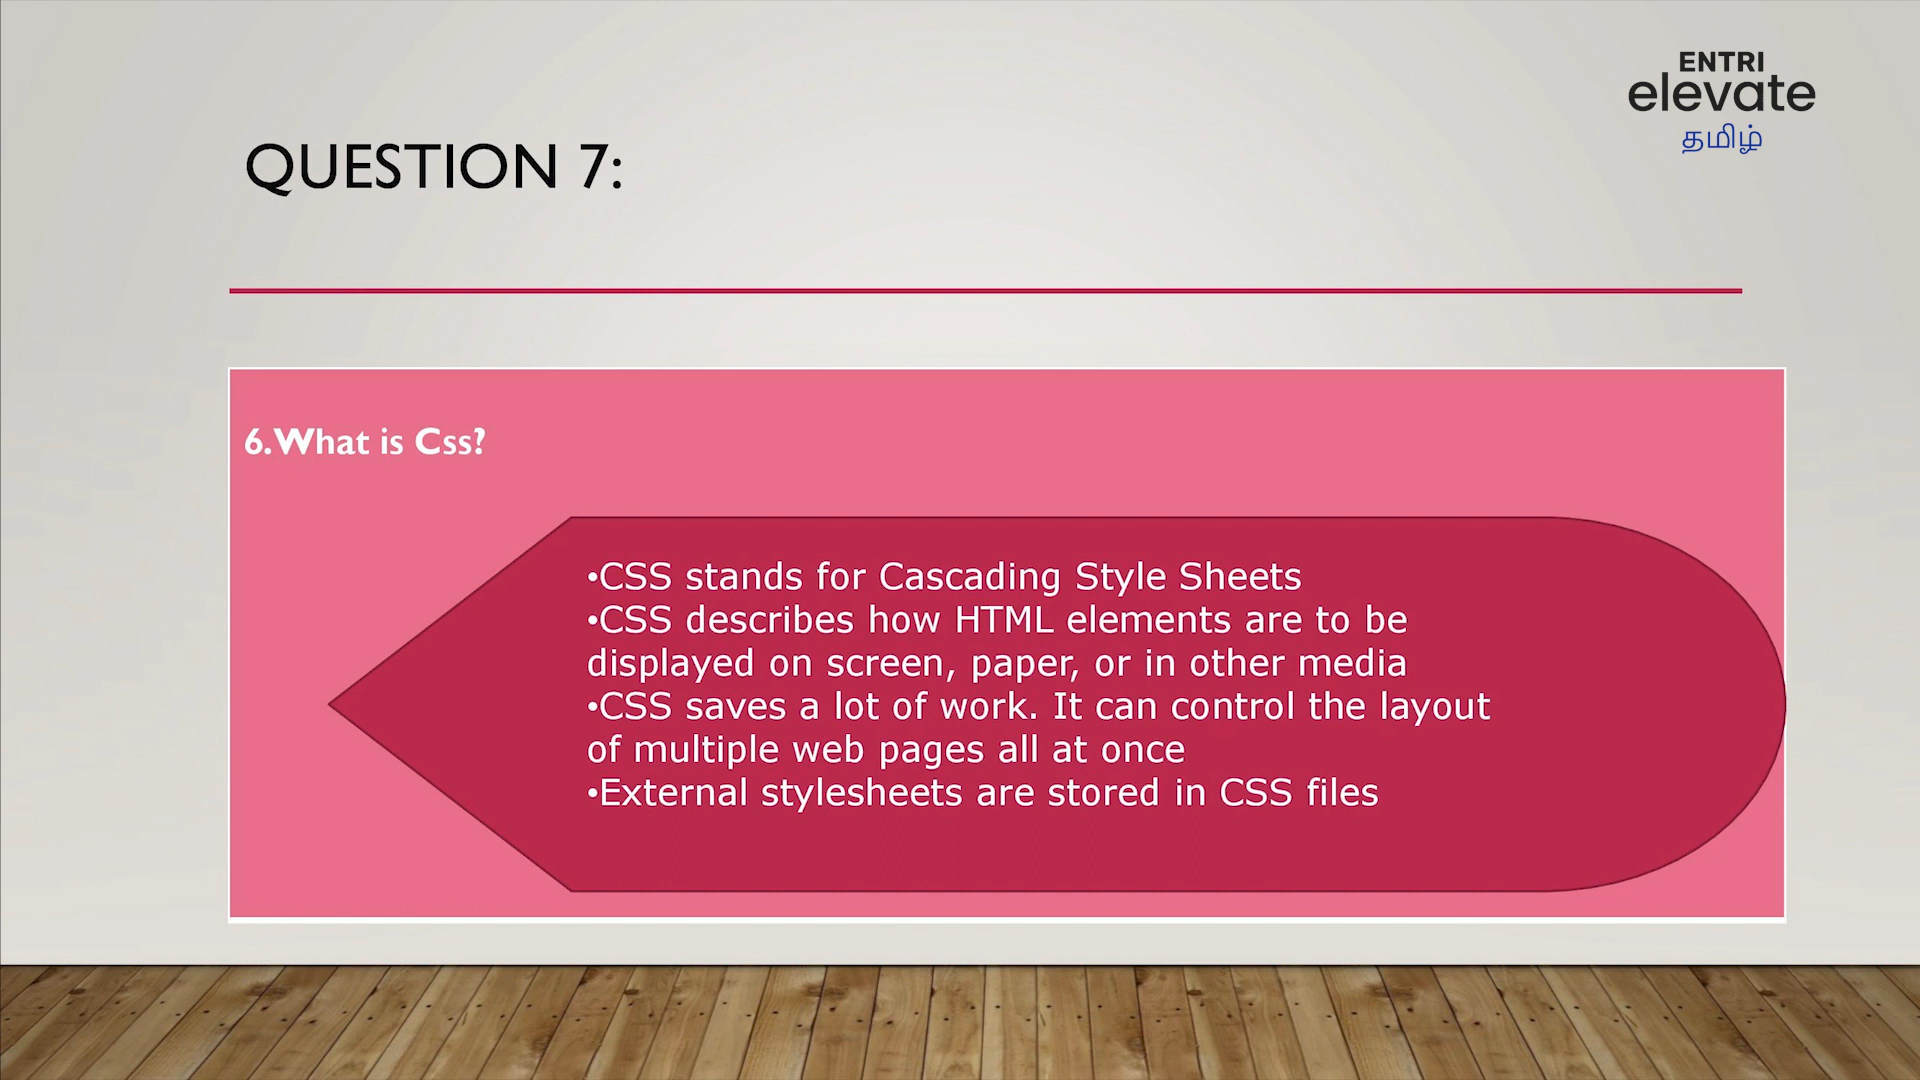 ENTRI
elevate
தமிழ்
QUESTION 7:
6.What is Css?
•CSS stands for Cascading Style Sheets
•CSS describes how HTML elements are to be
displayed on screen, paper, or in other media
•CSS saves a lot of work. It can control the layout
of multiple web pages all at once
•External stylesheets are stored in CSS files